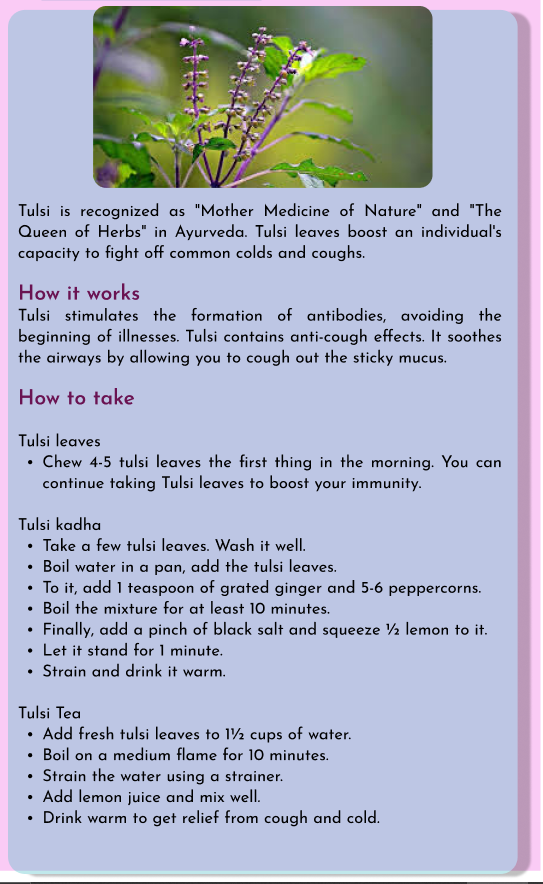 Tulsi is recognized as "Mother Medicine of Nature" and "The
Queen of Herbs" in Ayurveda. Tulsi leaves boost an individual's
capacity to fight off common colds and coughs.
How it works
Tulsi stimulates the formation of antibodies, avoiding the
beginning of illnesses. Tulsi contains anti-cough effects. It soothes
the airways by allowing you to cough out the sticky mucus.
How to take
Tulsi leaves
• Chew 4-5 tulsi leaves the first thing in the morning. You can
continue taking Tulsi leaves to boost your immunity.
Tulsi kadha
• Take a few tulsi leaves. Wash it well.
• Boil water in a pan, add the tulsi leaves.
• To it, add 1 teaspoon of grated ginger and 5-6 peppercorns.
• Boil the mixture for at least 10 minutes.
• Finally, add a pinch of black salt and squeeze ½ lemon to it.
• Let it stand for 1 minute.
• Strain and drink it warm.
Tulsi Tea
• Add fresh tulsi leaves to 1½ cups of water.
• Boil on a medium flame for 10 minutes.
• Strain the water using a strainer.
• Add lemon juice and mix well.
• Drink warm to get relief from cough and cold.